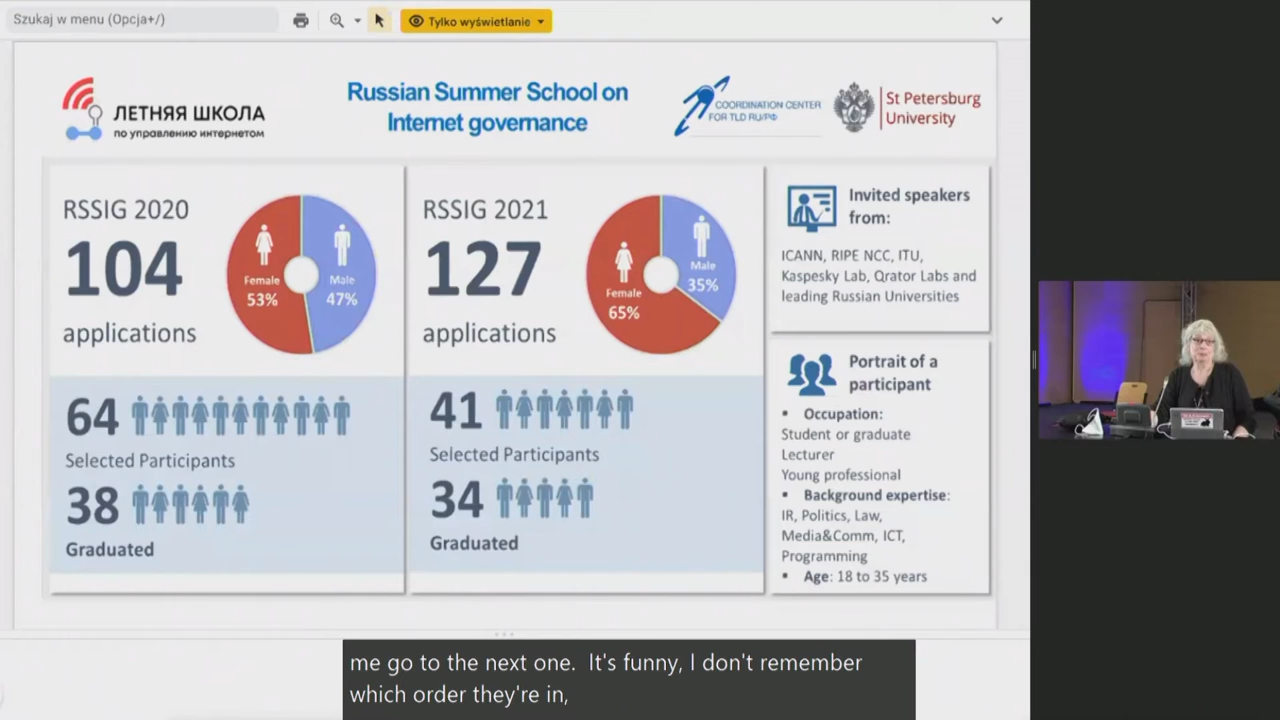 Szukaj w menu (Opcja+/)
Tylko wyświetlanie
ЛЕТНЯЯ ШКОЛА
по управлению интернетом
Russian Summer School on
Internet governance
COORDINATION CENTER
FOR TLD RU/РФ
St Petersburg
University
RSSIG 2020
104
applications
Female
53%
Male
47%
64
Selected Participants
38
Graduated
RSSIG 2021
127
applications
Female
65%
Male
35%
41
Selected Participants
34
Graduated
Invited speakers
from:
ICANN, RIPE NCC, ITU,
Kaspesky Lab, Qrator Labs and
leading Russian Universities
Portrait of a
participant
• Occupation:
Student or graduate
Lecturer
Young professional
• Background expertise:
IR, Politics, Law,
Media&Comm, ICT,
Programming
• Age: 18 to 35 years
me go to the next one.  It's funny, I don't remember
which order they're in,